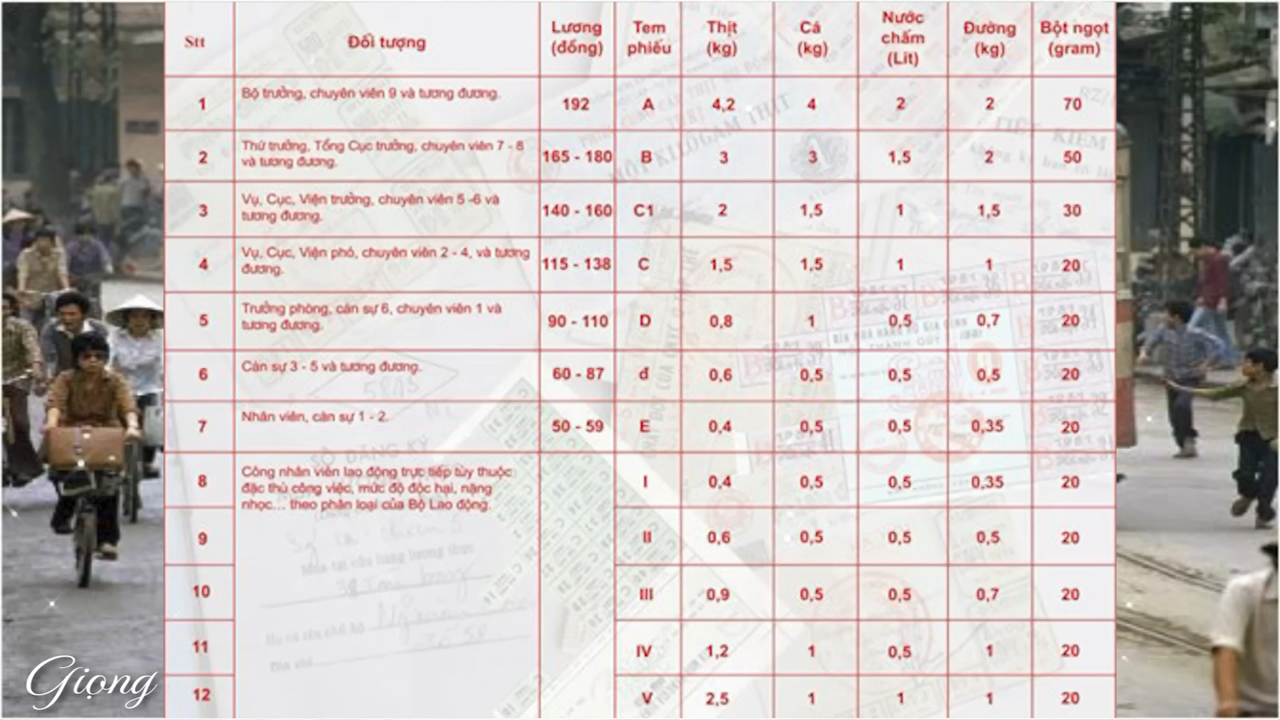 Stt Đối tượng Lương (đồng) Tem phiếu Thịt (kg) Cá (kg) Nước chấm (Lít) Đường (kg) Bột ngọt (gram)
1 Bộ trưởng, chuyên viên 9 và tương đương. 192 A 4,2 4 2 2 70
2 Thứ trưởng, Tổng Cục trưởng, chuyên viên 7 - 8 và tương đương. 165 - 180 B 3 3 1,5 2 50
3 Vụ, Cục, Viện trưởng, chuyên viên 5 -6 và tương đương. 140 - 160 C1 2 1,5 1 1,5 30
4 Vụ, Cục, Viện phó, chuyên viên 2 - 4, và tương đương. 115 - 138 C 1,5 1,5 1 1 20
5 Trưởng phòng, cán sự 6, chuyên viên 1 và tương đương. 90 - 110 D 0,8 1 0,5 0,7 20
6 Cán sự 3 - 5 và tương đương. 60 - 87 đ 0,6 0,5 0,5 0,5 20
7 Nhân viên, cán sự 1 - 2. 50 - 59 E 0,4 0,5 0,5 0,35 20
8 Công nhân viên lao động trực tiếp tùy thuộc đặc thù công việc, mức độ độc hại, nặng nhọc... theo phân loại của Bộ Lao động. I 0,4 0,5 0,5 0,35 20
9 II 0,6 0,5 0,5 0,5 20
10 III 0,9 0,5 0,5 0,7 20
11 IV 1,2 1 0,5 1 20
12 V 2,5 1 1 1 20
Giọng